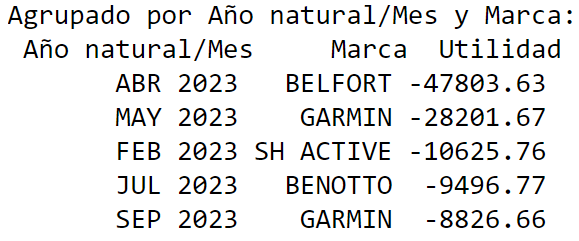 Agrupado por Año natural/Mes y Marca:
Año natural/Mes Marca Utilidad
ABR 2023 BELFORT -47803.63
MAY 2023 GARMIN -28201.67
FEB 2023 SH ACTIVE -10625.76
JUL 2023 BENOTTO -9496.77
SEP 2023 GARMIN -8826.66